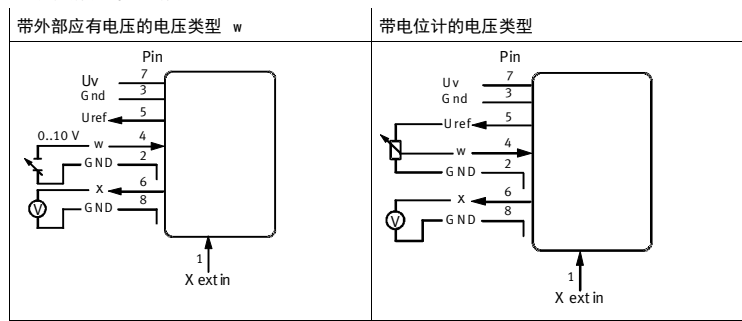 带外部应有电压的电压类型 w
Pin
Uv 7
Gnd 3
Uref 5
0..10 V w 4
GND 2
X 6
V GND 8
1
X ext in
带电位计的电压类型
Pin
Uv 7
Gnd 3
Uref 5
w 4
GND 2
X 6
V GND 8
1
X ext in